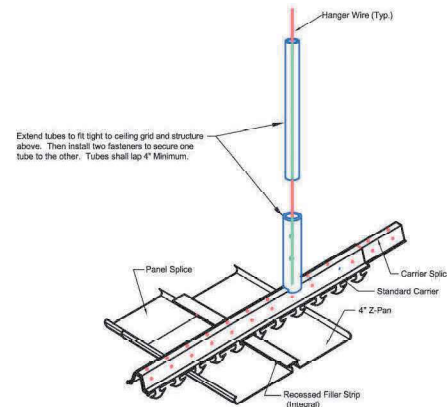 Hanger Wire (Typ.)
Extend tubes to fit tight to ceiling grid and structure
above. Then install two fasteners to secure one
tube to the other. Tubes shall lap 4" Minimum.
Panel Splice
Carrier Splic
Standard Carrier
4" Z-Pan
Recessed Filler Strip
(Integral)